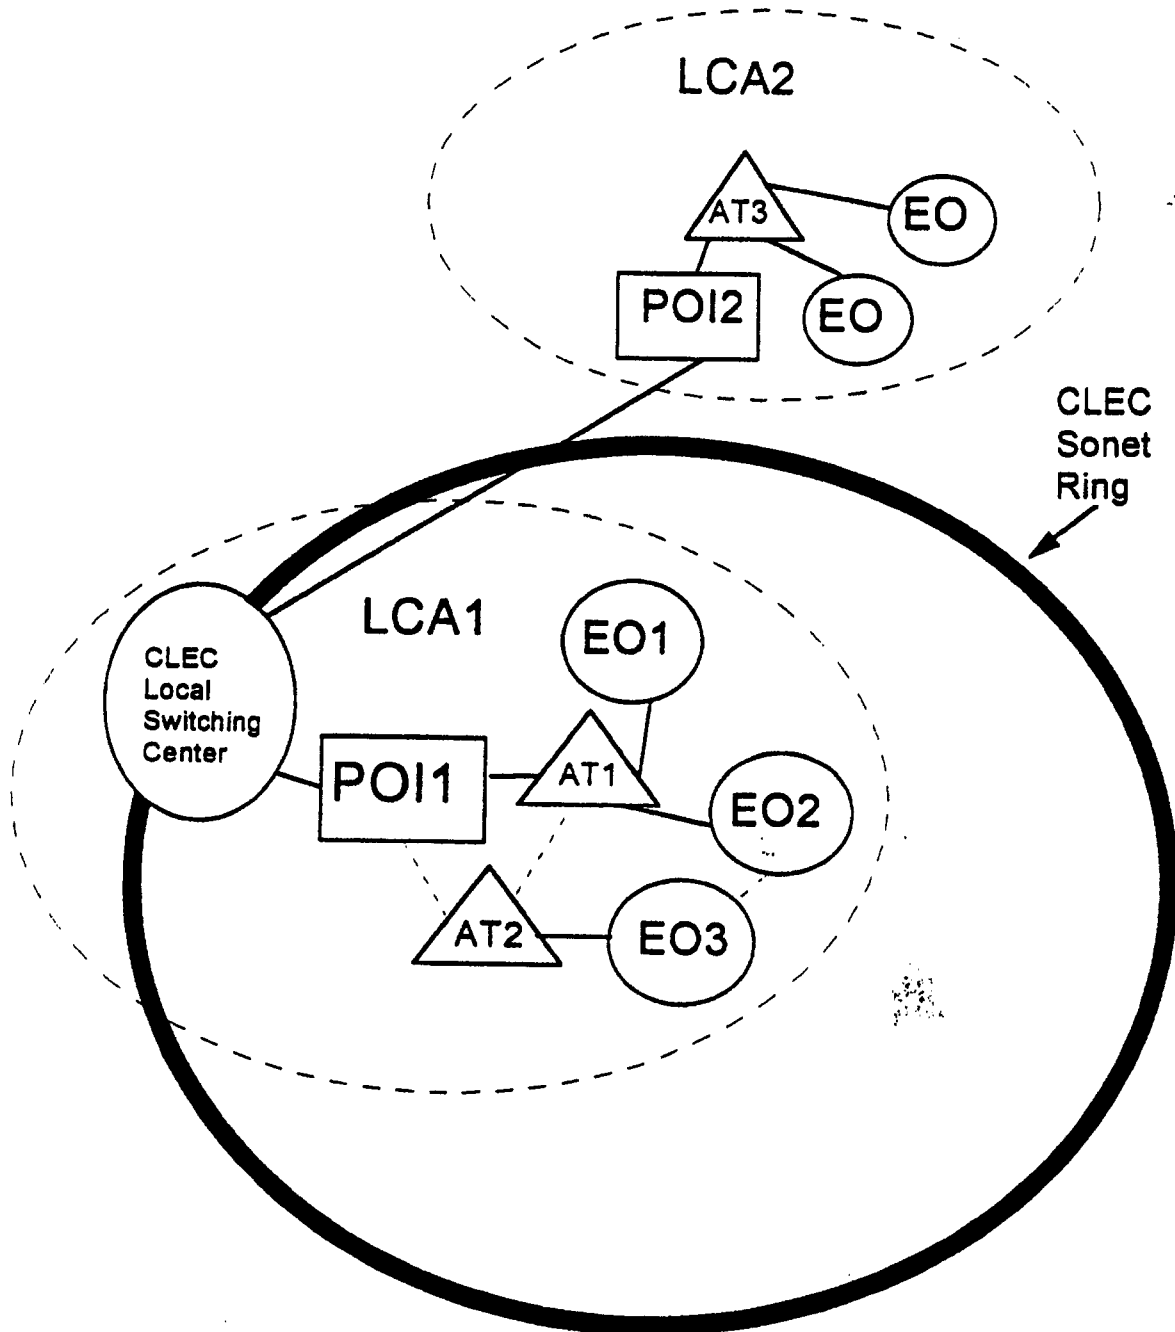 LCA2
AT3
EO
POI2
EO
CLEC
Sonet
Ring
LCA1
EO1
CLEC
Local
Switching
Center
POI1
AT1
EO2
AT2
EO3